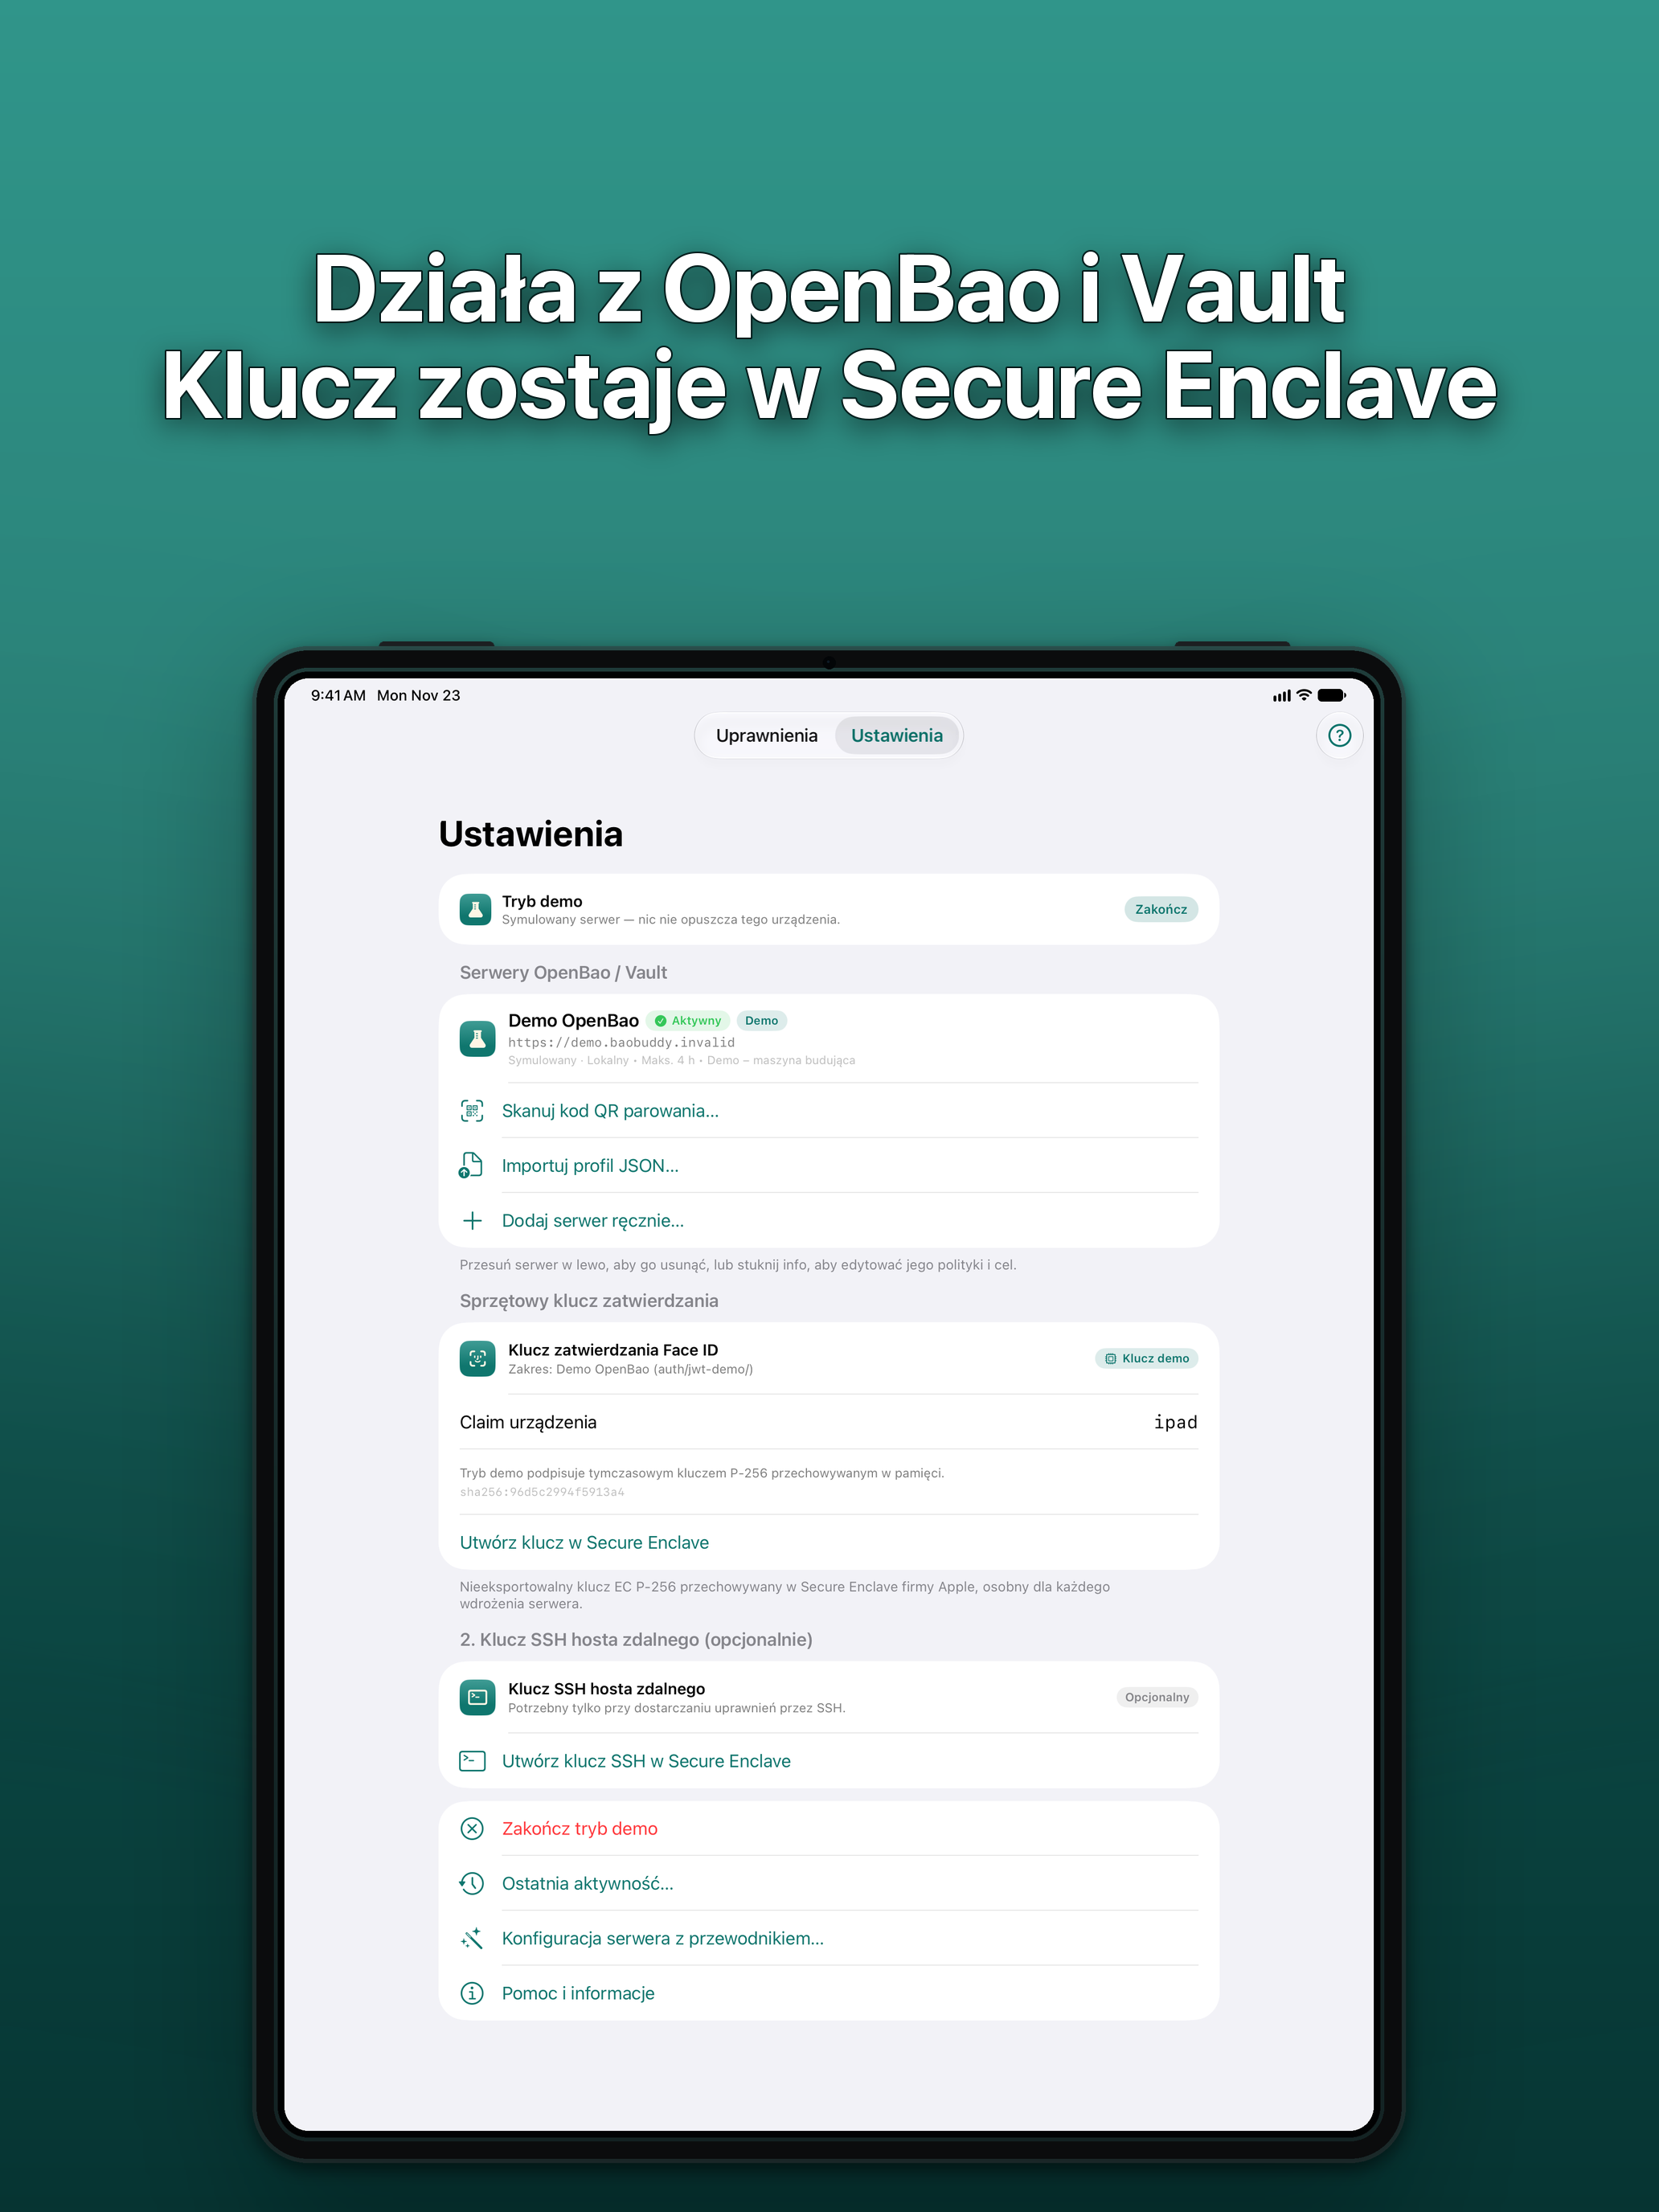 Działa z OpenBao i Vault
Klucz zostaje w Secure Enclave
9:41 AM Mon Nov 23
Uprawnienia Ustawienia
Ustawienia
Tryb demo
Symulowany serwer — nic nie opuszcza tego urządzenia.
Zakończ
Serwery OpenBao / Vault
Demo OpenBao Aktywny Demo
https://demo.baobuddy.invalid
Symulowany · Lokalny • Maks. 4 h • Demo – maszyna budująca
Skanuj kod QR parowania...
Importuj profil JSON...
Dodaj serwer ręcznie...
Przesuń serwer w lewo, aby go usunąć, lub stuknij info, aby edytować jego polityki i cel.
Sprzętowy klucz zatwierdzania
Klucz zatwierdzania Face ID
Zakres: Demo OpenBao (auth/jwt-demo/)
Klucz demo
Claim urządzenia ipad
Tryb demo podpisuje tymczasowym kluczem P-256 przechowywanym w pamięci.
sha256:96d5c2994f5913a4
Utwórz klucz w Secure Enclave
Nieeksportowalny klucz EC P-256 przechowywany w Secure Enclave firmy Apple, osobny dla każdego
wdrożenia serwera.
2. Klucz SSH hosta zdalnego (opcjonalnie)
Klucz SSH hosta zdalnego
Potrzebny tylko przy dostarczaniu uprawnień przez SSH.
Opcjonalny
Utwórz klucz SSH w Secure Enclave
Zakończ tryb demo
Ostatnia aktywność...
Konfiguracja serwera z przewodnikiem...
Pomoc i informacje